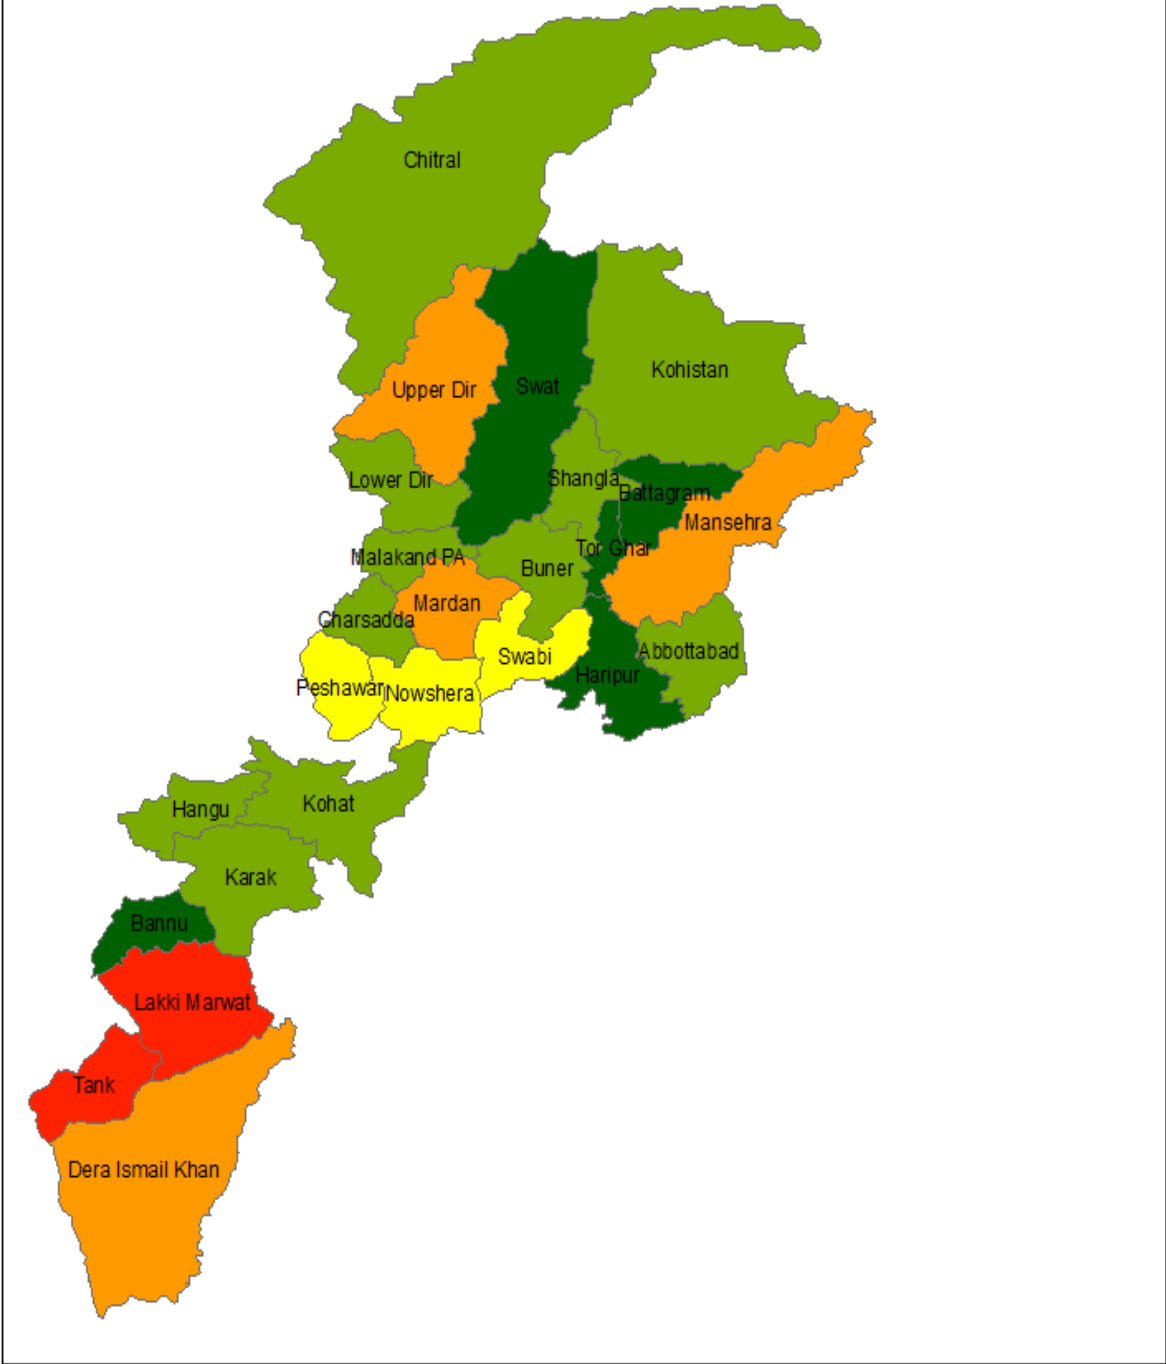 Chitral
Kohistan
Upper Dir
Swat
Lower Dir
Shangla
Battagram
Mansehra
Tor Ghar
Malakand PA
Buner
Mardan
Charsadda
Abbottabad
Swabi
Haripur
Peshawar
Nowshera
Kohat
Hangu
Karak
Bannu
Lakki Marwat
Tank
Dera Ismail Khan